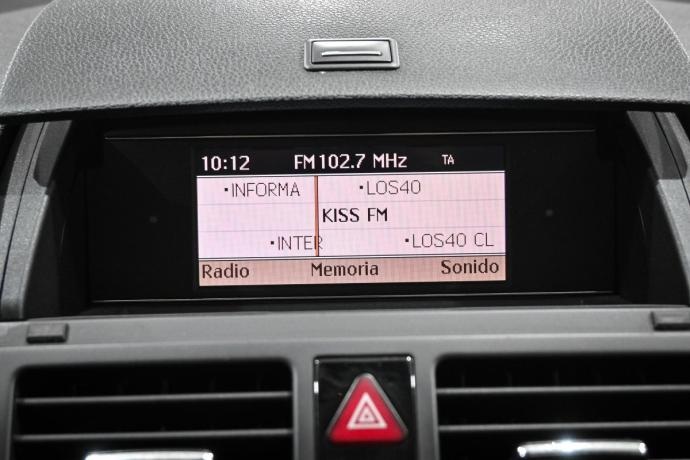 10:12 FM 102.7 MHz TA
•INFORMA •LOS40
KISS FM
•INTER •LOS40 CL
Radio Memoria Sonido